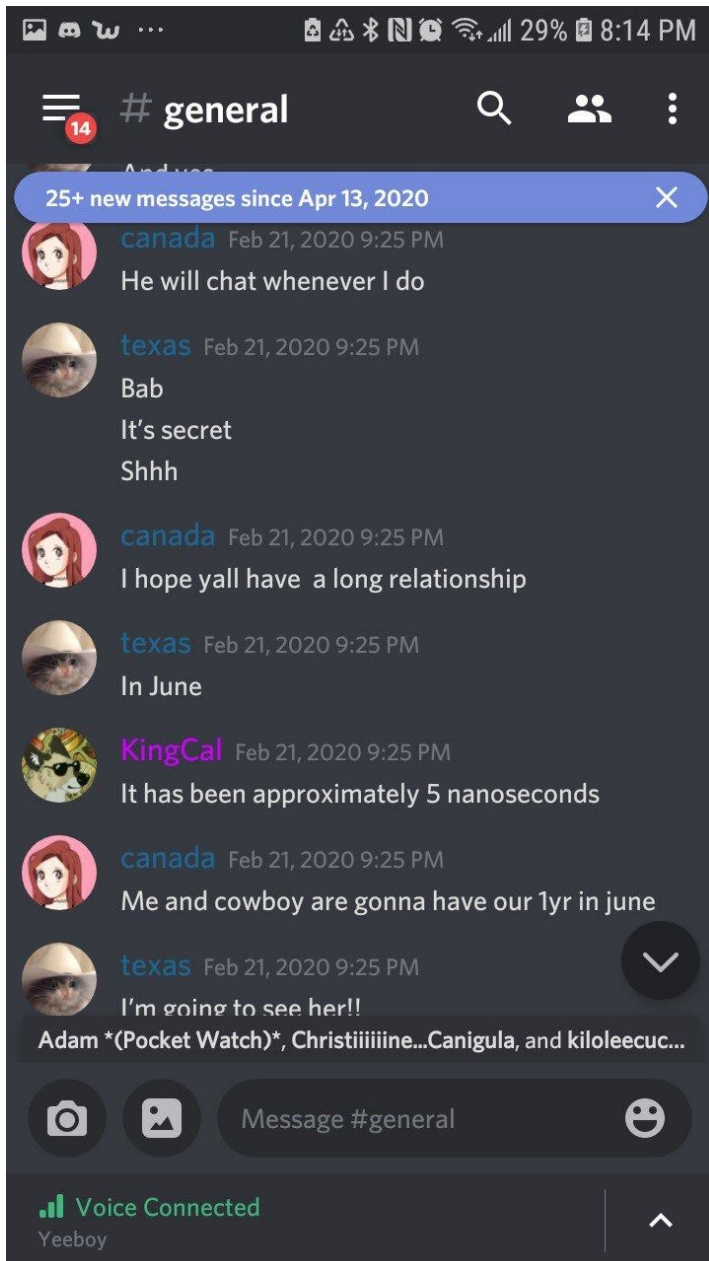 29% 8:14 PM
14
# general
And yes
25+ new messages since Apr 13, 2020
canada Feb 21, 2020 9:25 PM
He will chat whenever I do
texas Feb 21, 2020 9:25 PM
Bab
It's secret
Shhh
canada Feb 21, 2020 9:25 PM
I hope yall have  a long relationship
texas Feb 21, 2020 9:25 PM
In June
KingCal Feb 21, 2020 9:25 PM
It has been approximately 5 nanoseconds
canada Feb 21, 2020 9:25 PM
Me and cowboy are gonna have our 1yr in june
texas Feb 21, 2020 9:25 PM
I'm going to see her!!
Adam *(Pocket Watch)*, Christiiiiiine...Canigula, and kiloleecuc...
Message #general
Voice Connected
Yeeboy